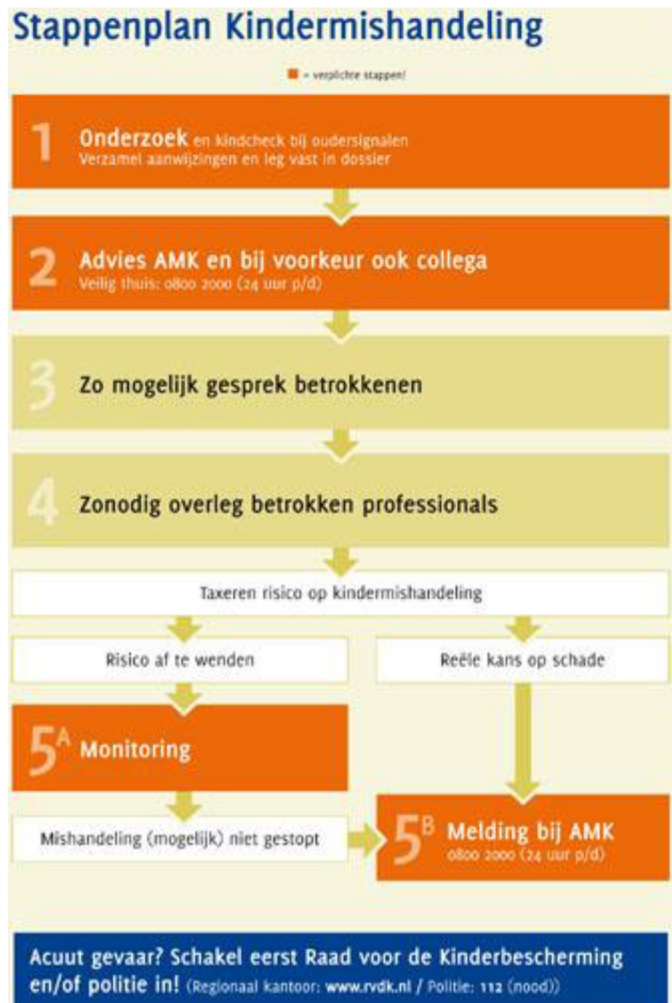 Stappenplan Kindermishandeling
= verplichte stappen!
1
Onderzoek en kindcheck bij oudersignalen
Verzamel aanwijzingen en leg vast in dossier
2
Advies AMK en bij voorkeur ook collega
Veilig thuis: 0800 2000 (24 uur p/d)
3
Zo mogelijk gesprek betrokkenen
4
Zonodig overleg betrokken professionals
Taxeren risico op kindermishandeling
Risico af te wenden
Reële kans op schade
5A Monitoring
Mishandeling (mogelijk) niet gestopt
5B Melding bij AMK
0800 2000 (24 uur p/d)
Acuut gevaar? Schakel eerst Raad voor de Kinderbescherming
en/of politie in! (Regionaal kantoor: www.rvdk.nl / Politie: 112 (nood))